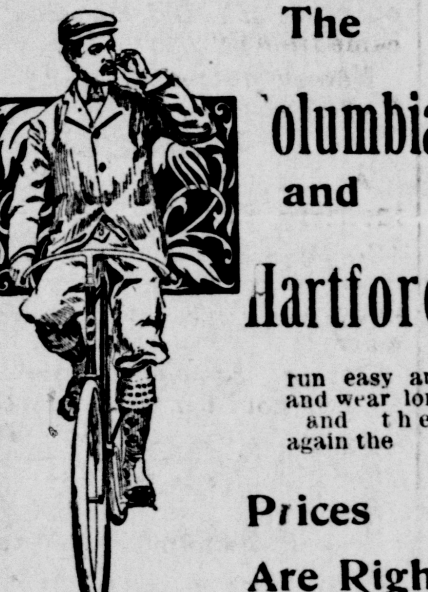 The
olumbia
and
Hartfor
run easy a
and wear lo
and the
again the
Prices
Are Righ